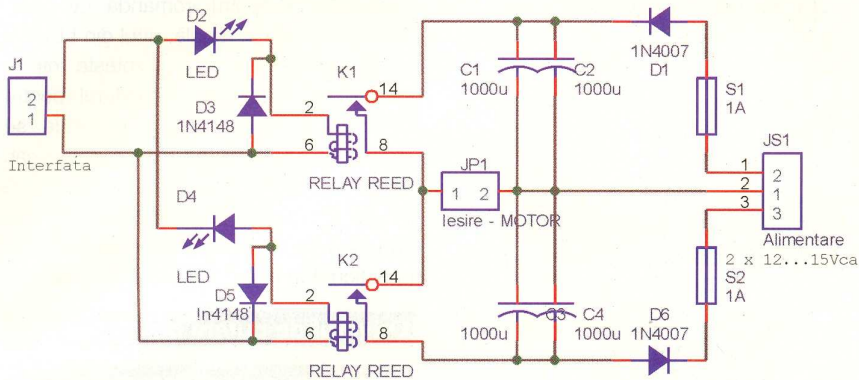 D2
LED
J1
2
1
Interfata
D3
1N4148
K1
14
2
6
8
RELAY REED
C1
1000u
C2
1000u
1N4007
D1
S1
1A
JS1
1
2
3
2
1
3
Alimentare
2 x 12...15Vca
JP1
1 2
Iesire - MOTOR
D4
LED
D5
!n4148
K2
14
2
6
8
RELAY REED
1000u
C3
C4
1000u
D6
1N4007
S2
1A